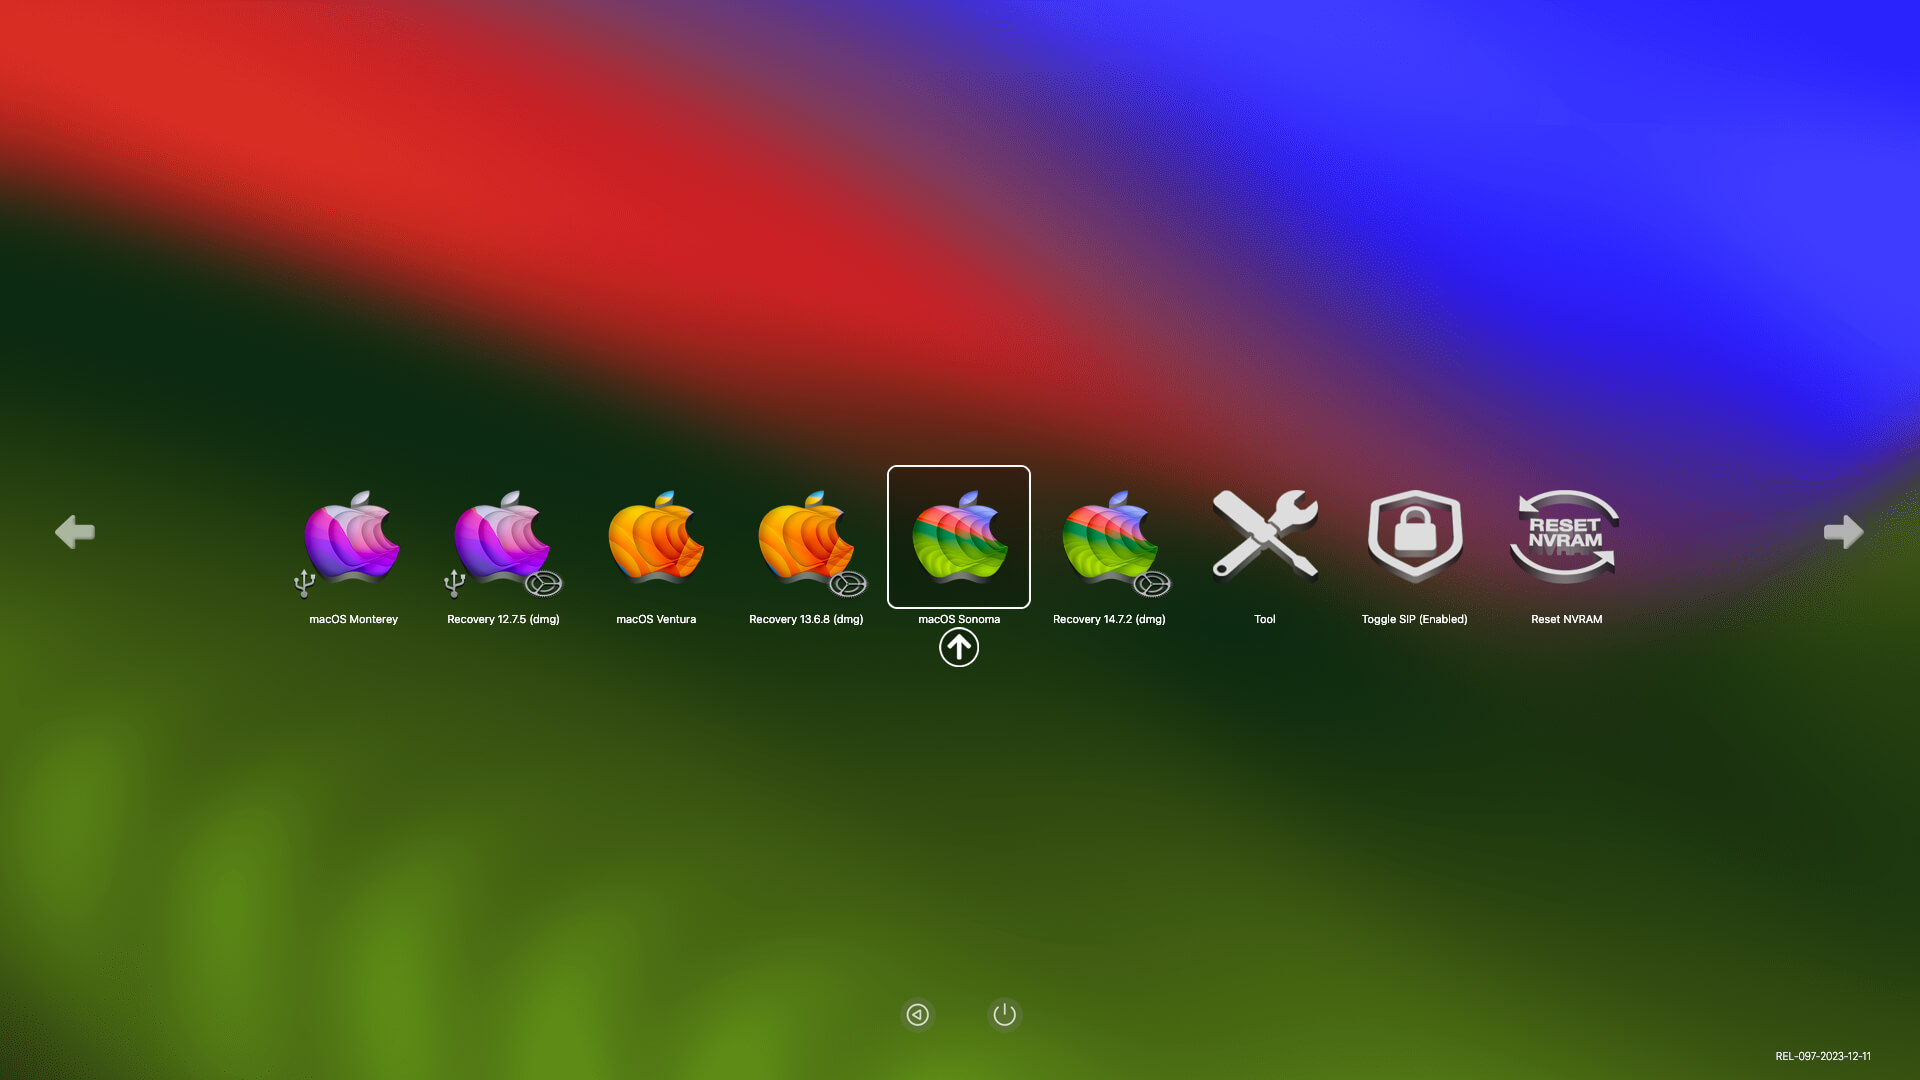 RESET
NVRAM
macOS Monterey
Recovery 12.7.5 (dmg)
macOS Ventura
Recovery 13.6.8 (dmg)
macOS Sonoma
Recovery 14.7.2 (dmg)
Tool
Toggle SIP (Enabled)
Reset NVRAM
REL-097-2023-12-11